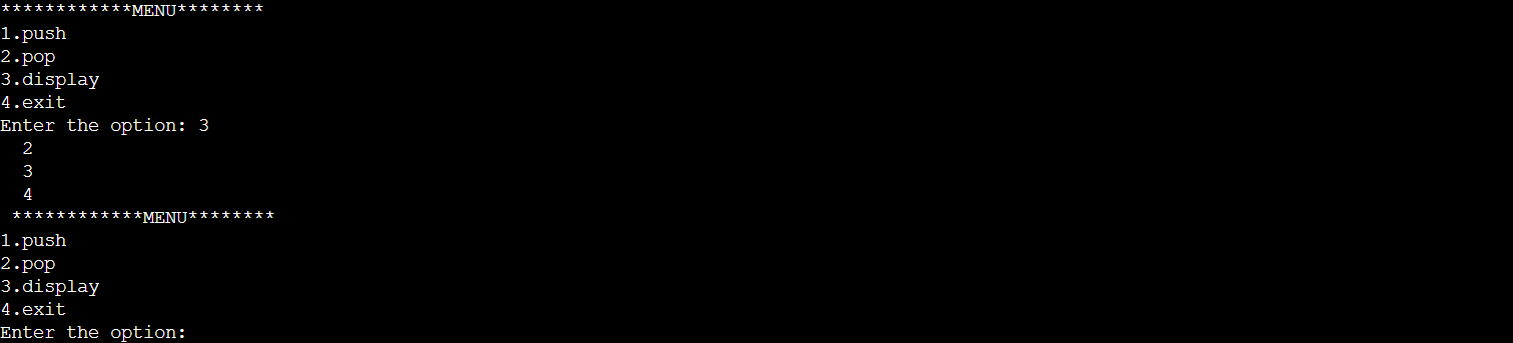 ************MENU********
1.push
2.pop
3.display
4.exit
Enter the option: 3
  2
  3
  4
 ************MENU********
1.push
2.pop
3.display
4.exit
Enter the option: